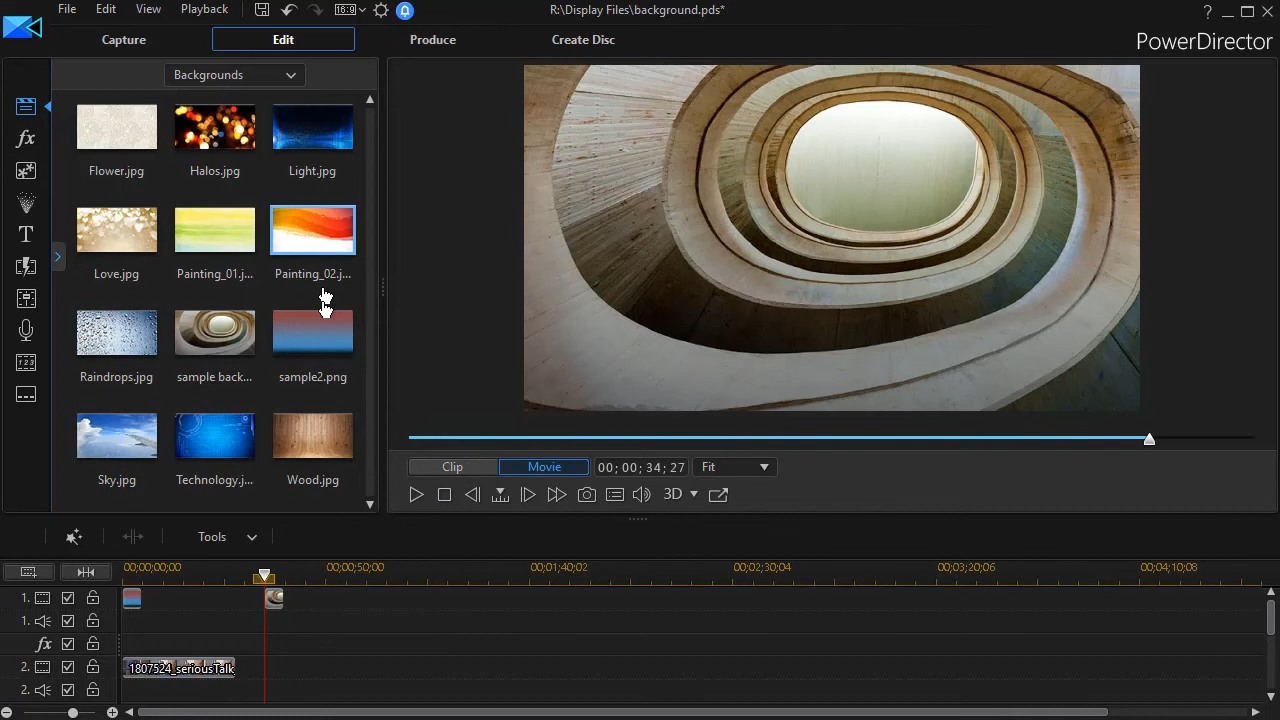 File Edit View Playback 16:9 R:\Display Files\background.pds* ?
PowerDirector
Capture Edit Produce Create Disc
Backgrounds
Flower.jpg Halos.jpg Light.jpg
Love.jpg Painting_01.j... Painting_02.j...
Raindrops.jpg sample back... sample2.png
Sky.jpg Technology.j... Wood.jpg
fx
T
Clip Movie 00; 00; 34; 27 Fit
3D
Tools
00;00;00;00 00;00;50;00 00;01;40;02 00;02;30;04 00;03;20;06 00;04;10;08
1.
1.
fx
2. 1807524_seriousTalk
2.